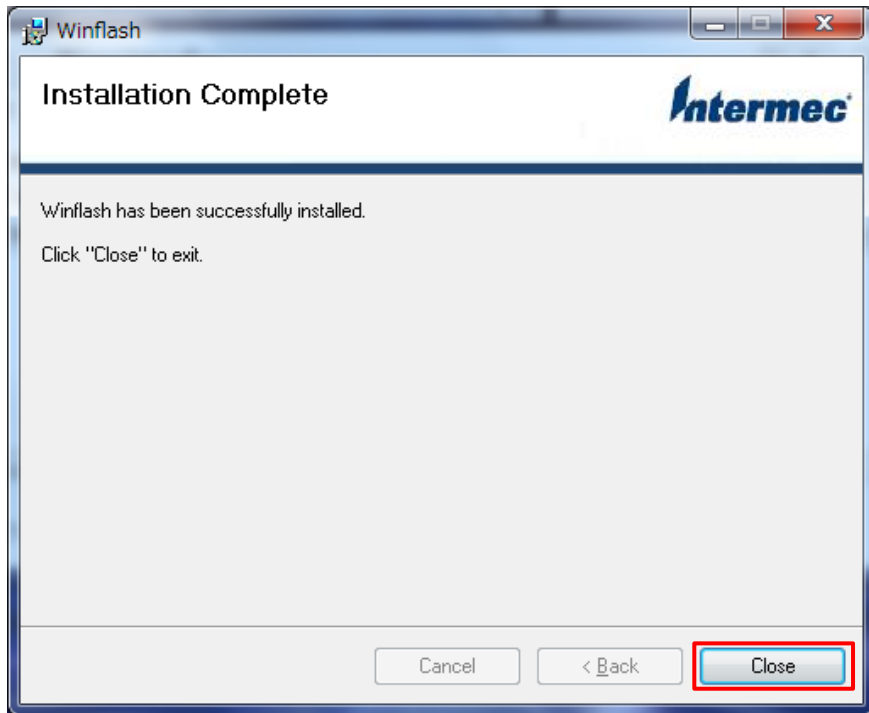 Winflash
Installation Complete
Intermec
Winflash has been successfully installed.
Click "Close" to exit.
Cancel
< Back
Close